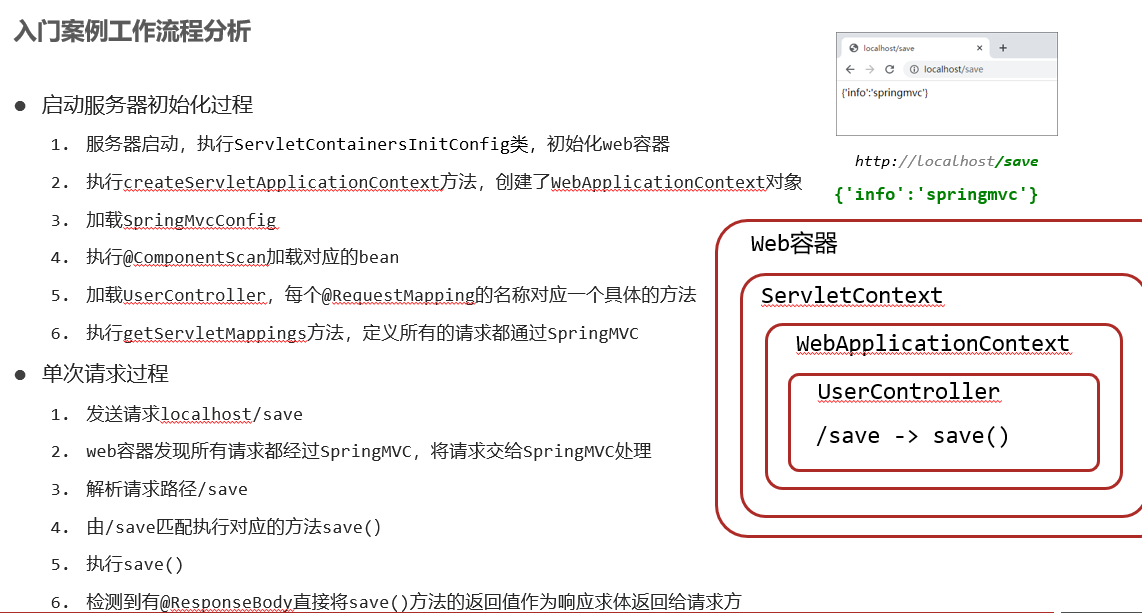 入门案例工作流程分析
● 启动服务器初始化过程
1. 服务器启动，执行ServletContainersInitConfig类，初始化web容器
2. 执行createServletApplicationContext方法，创建了WebApplicationContext对象
3. 加载SpringMvcConfig
4. 执行@ComponentScan加载对应的bean
5. 加载UserController，每个@RequestMapping的名称对应一个具体的方法
6. 执行getServletMappings方法，定义所有的请求都通过SpringMVC
● 单次请求过程
1. 发送请求localhost/save
2. web容器发现所有请求都经过SpringMVC，将请求交给SpringMVC处理
3. 解析请求路径/save
4. 由/save匹配执行对应的方法save()
5. 执行save()
6. 检测到有@ResponseBody直接将save()方法的返回值作为响应求体返回给请求方
localhost/save
localhost/save
{'info':'springmvc'}
http://localhost/save
{'info':'springmvc'}
Web容器
ServletContext
WebApplicationContext
UserController
/save -> save()